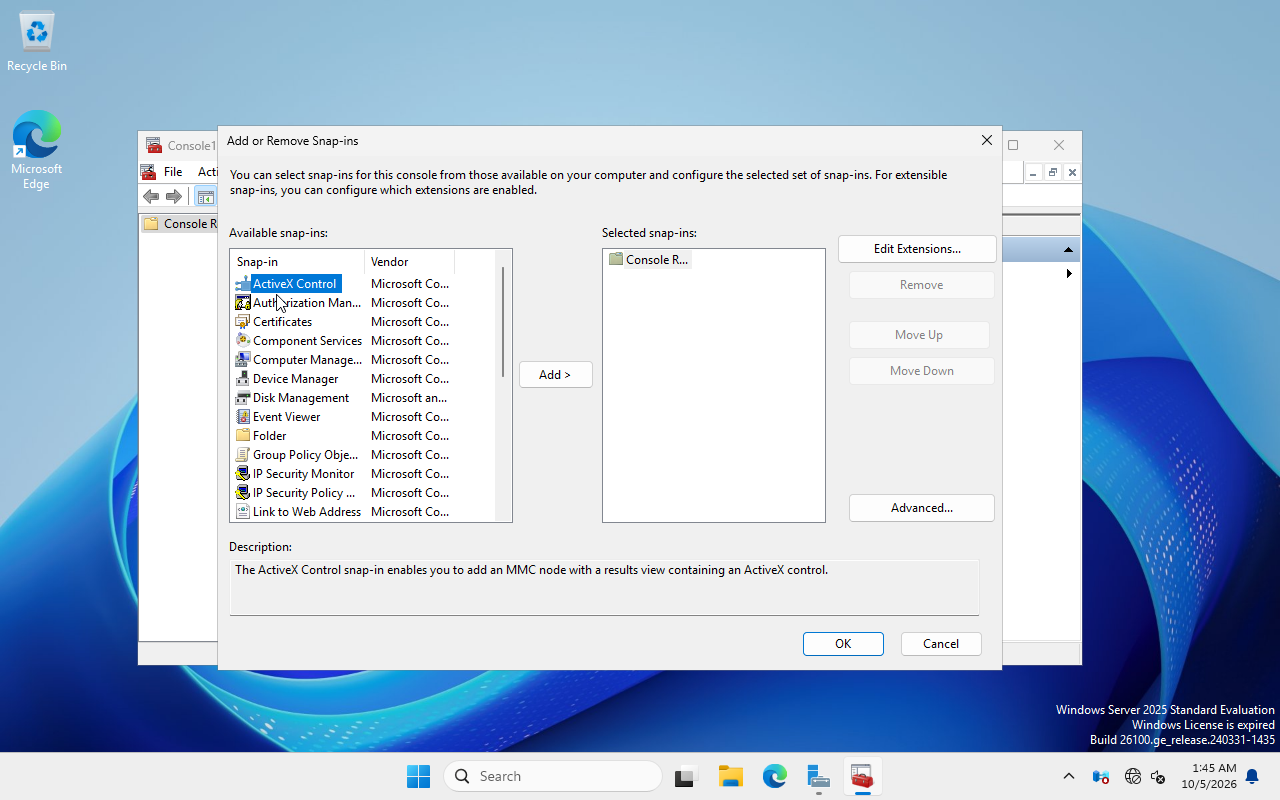 Recycle Bin
Microsoft
Edge
Console1
File
Acti
Console R
Add or Remove Snap-ins
You can select snap-ins for this console from those available on your computer and configure the selected set of snap-ins. For extensible
snap-ins, you can configure which extensions are enabled.
Available snap-ins:
Snap-in Vendor
ActiveX Control Microsoft Co...
Authorization Man... Microsoft Co...
Certificates Microsoft Co...
Component Services Microsoft Co...
Computer Manage... Microsoft Co...
Device Manager Microsoft Co...
Disk Management Microsoft an...
Event Viewer Microsoft Co...
Folder Microsoft Co...
Group Policy Obje... Microsoft Co...
IP Security Monitor Microsoft Co...
IP Security Policy ... Microsoft Co...
Link to Web Address Microsoft Co...
Add >
Selected snap-ins:
Console R...
Edit Extensions...
Remove
Move Up
Move Down
Advanced...
Description:
The ActiveX Control snap-in enables you to add an MMC node with a results view containing an ActiveX control.
OK
Cancel
Windows Server 2025 Standard Evaluation
Windows License is expired
Build 26100.ge_release.240331-1435
Search
1:45 AM
10/5/2026